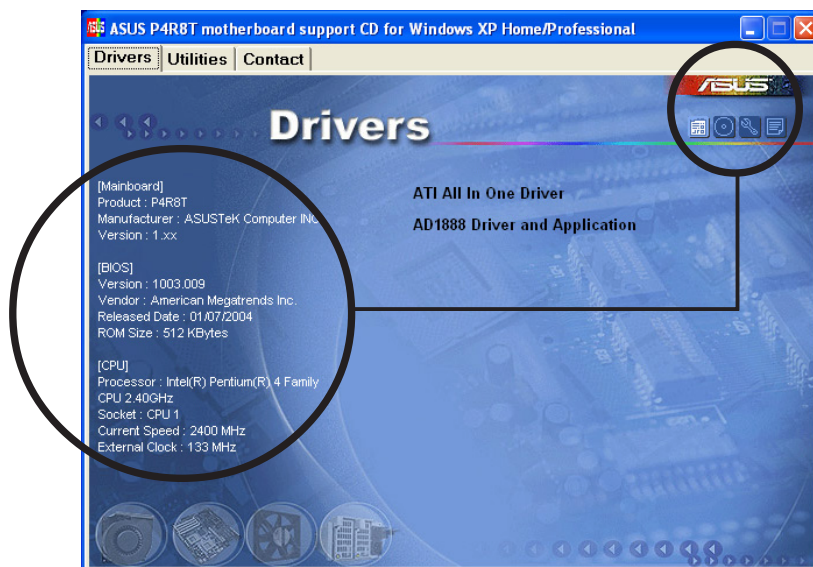 ASUS P4R8T motherboard support CD for Windows XP Home/Professional
Drivers Utilities Contact
ASUS
Drivers
[Mainboard]
Product : P4R8T
Manufacturer : ASUSTeK Computer INC
Version : 1.xx
[BIOS]
Version : 1003.009
Vendor : American Megatrends Inc.
Released Date : 01/07/2004
ROM Size : 512 KBytes
[CPU]
Processor : Intel(R) Pentium(R) 4 Family
CPU 2.40GHz
Socket : CPU 1
Current Speed : 2400 MHz
External Clock : 133 MHz
ATI All In One Driver
AD1888 Driver and Application